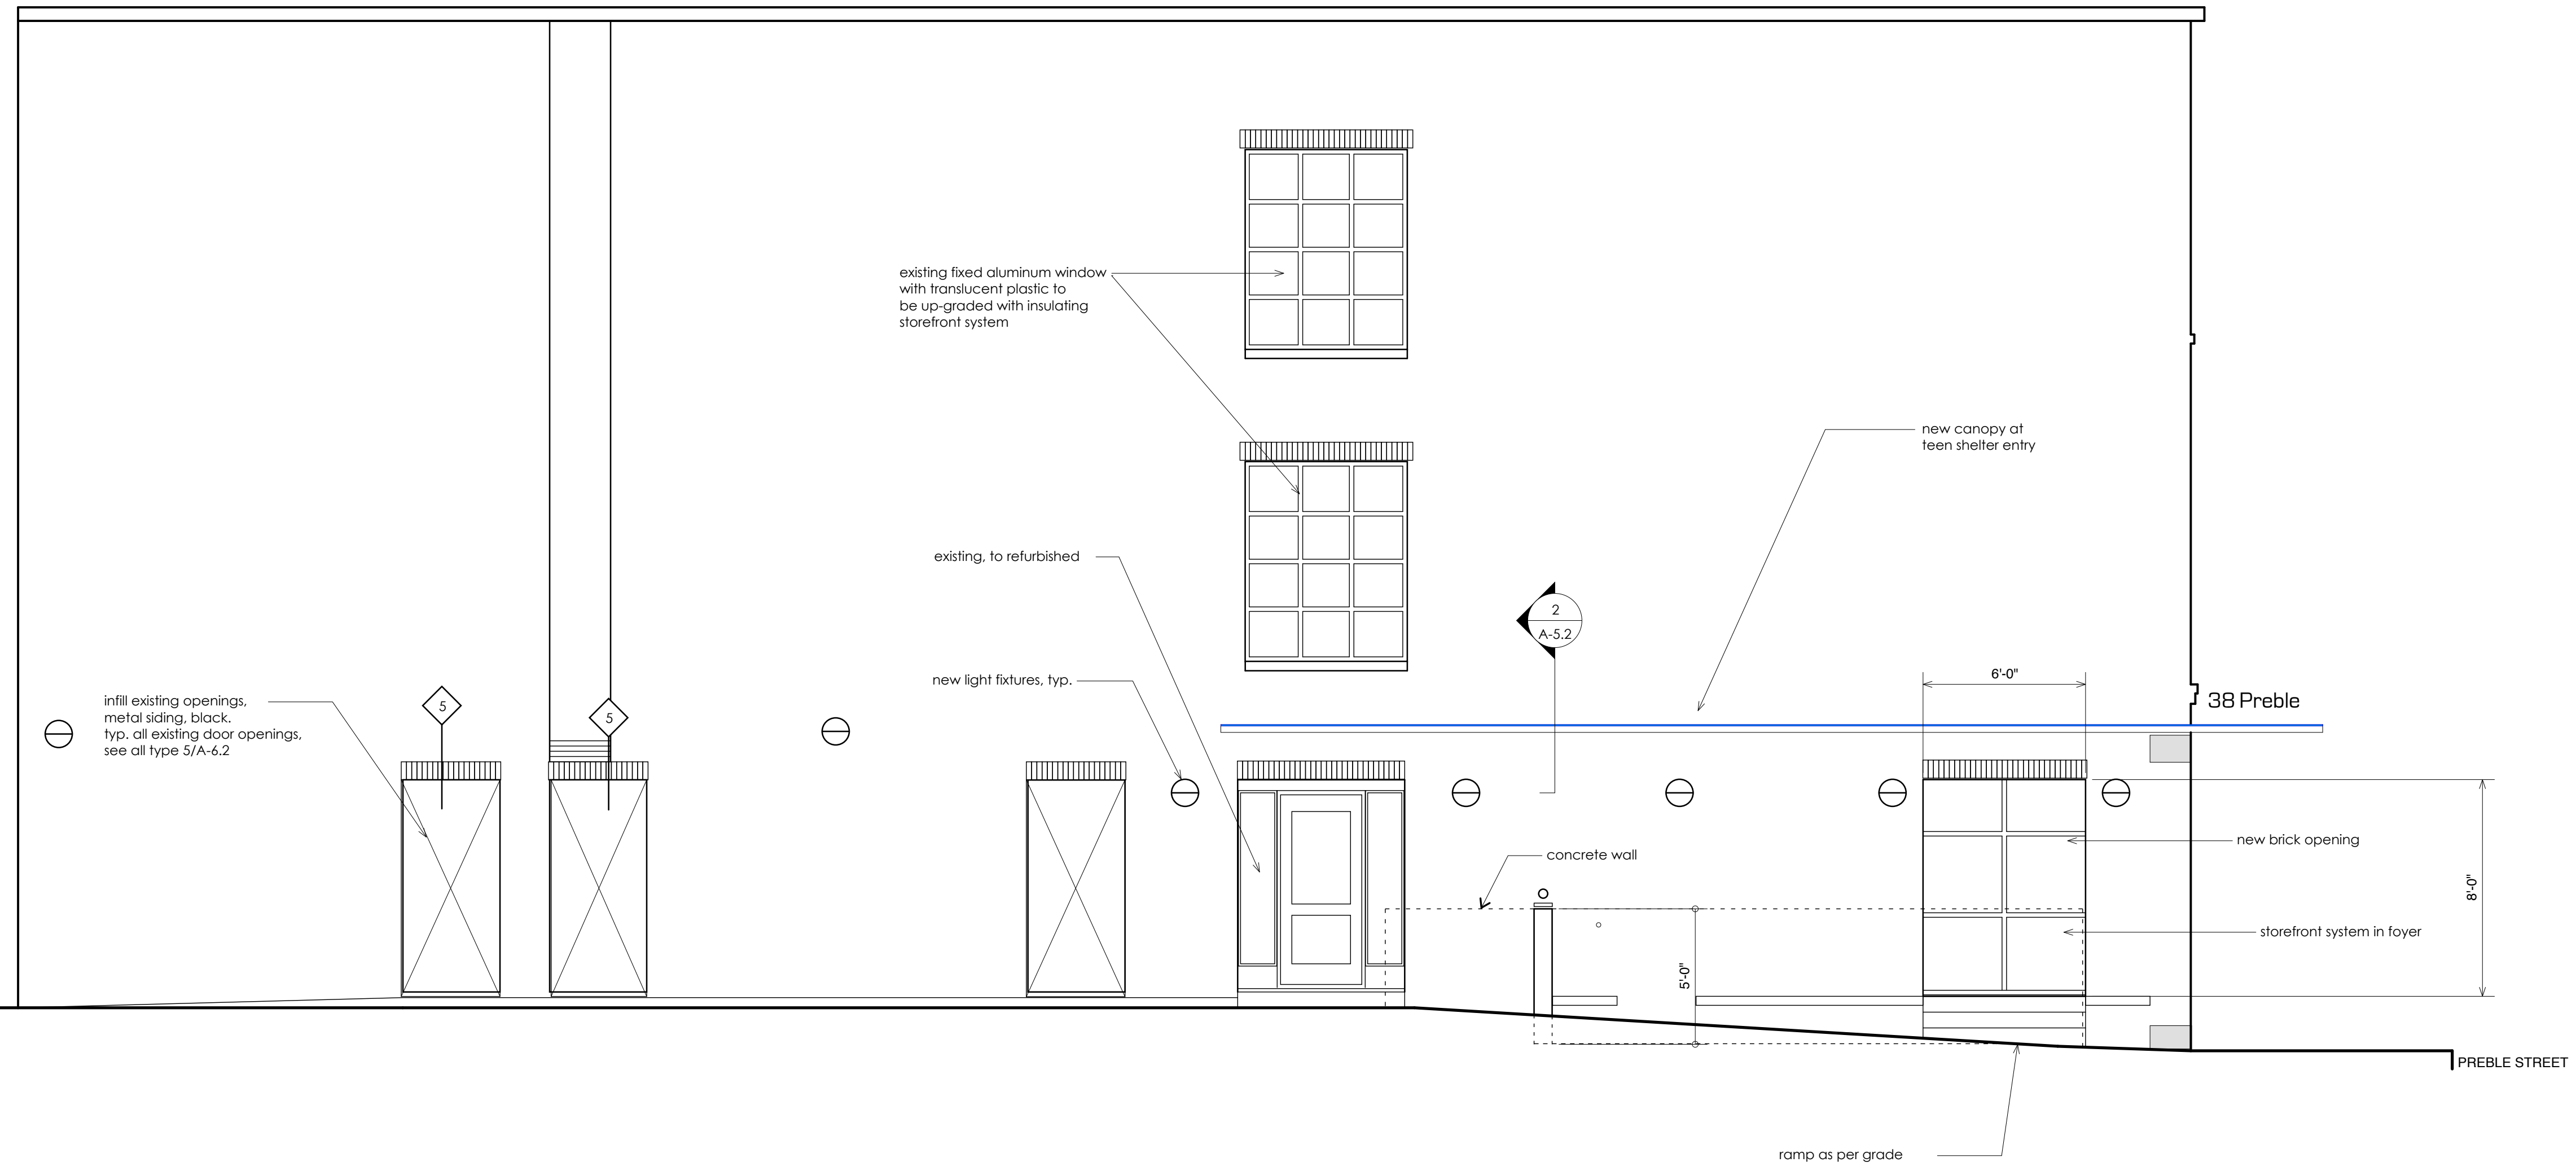 existing fixed aluminum window
with translucent plastic to
be up-graded with insulating
storefront system
new canopy at
teen shelter entry
existing, to refurbished
2
A-5.2
new light fixtures, typ.
6'-0"
38 Preble
infill existing openings,
metal siding, black.
typ. all existing door openings,
see all type 5/A-6.2
5
5
new brick opening
concrete wall
8'-0"
storefront system in foyer
5'-0"
PREBLE STREET
ramp as per grade